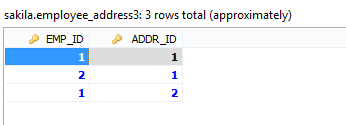 sakila.employee_address3: 3 rows total (approximately)
EMP_ID ADDR_ID
1 1
2 1
1 2